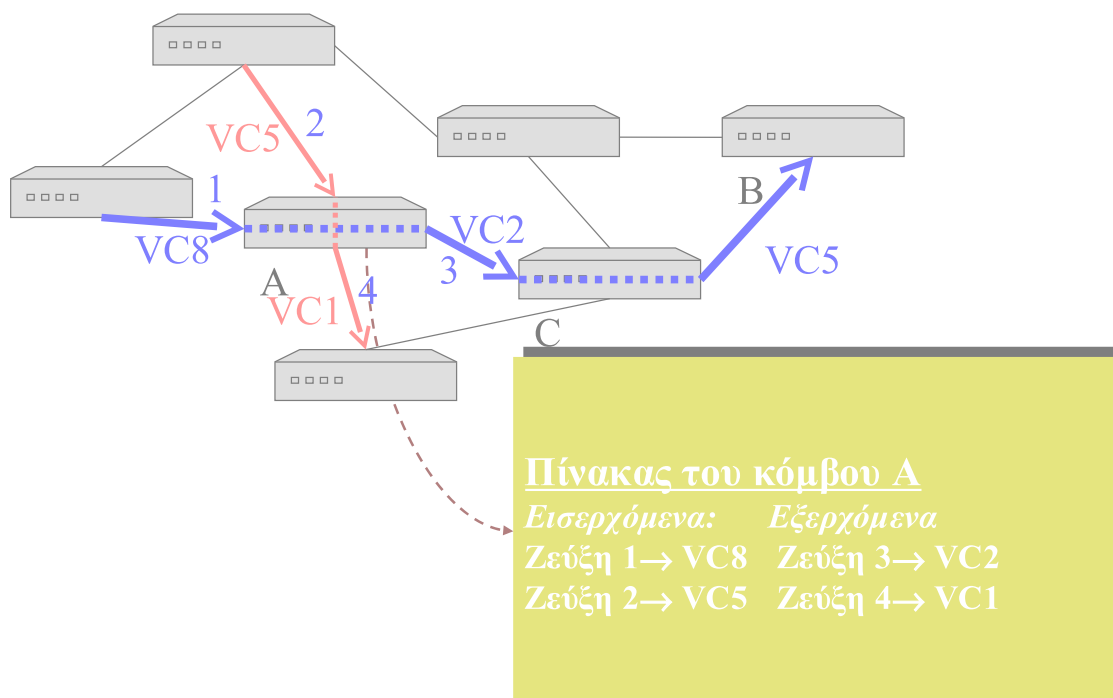 2
VC5
1
VC8
VC2
3
B
VC5
A
4
VC1
C
Πίνακας του κόμβου Α
Εισερχόμενα: Εξερχόμενα
Ζεύξη 1→ VC8 Ζεύξη 3→ VC2
Ζεύξη 2→ VC5 Ζεύξη 4→ VC1